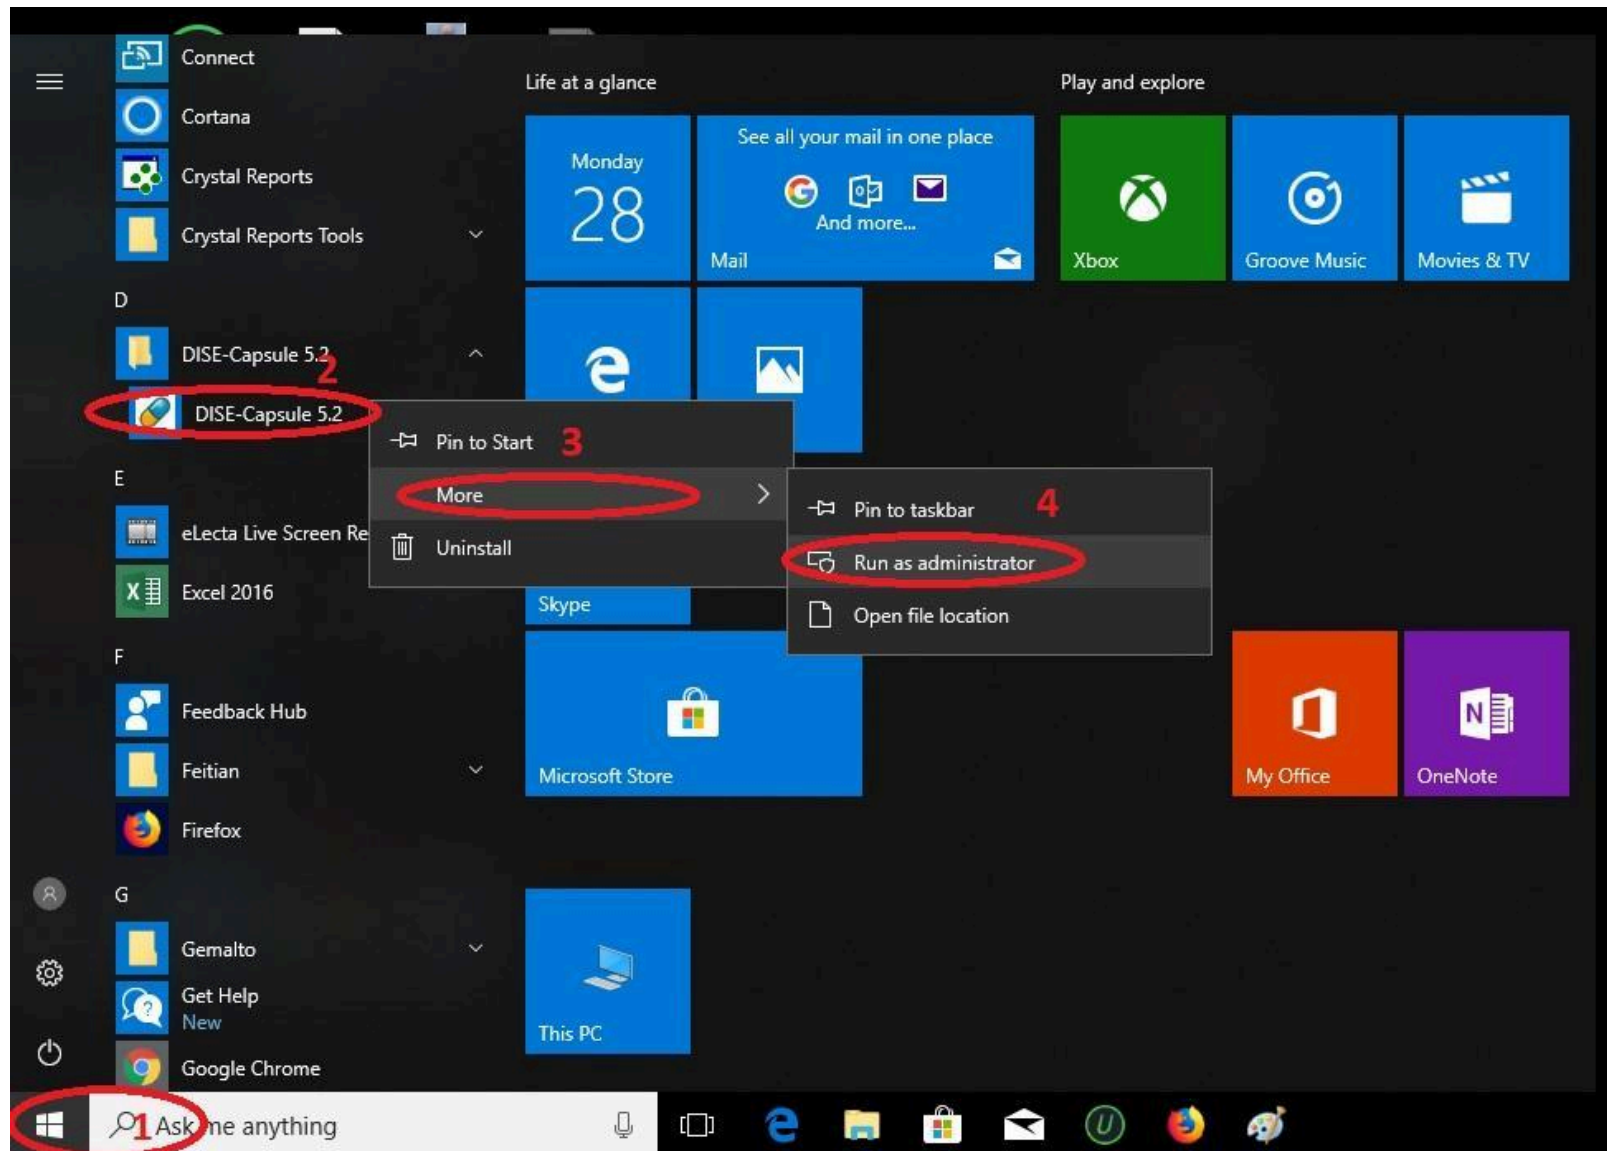 Connect
Cortana
Crystal Reports
Crystal Reports Tools
D
DISE-Capsule 5.2
2
DISE-Capsule 5.2
E
eLecta Live Screen Re
Excel 2016
F
Feedback Hub
Feitian
Firefox
G
Gemalto
Get Help
New
Google Chrome
Life at a glance
Monday
28
See all your mail in one place
And more...
Mail
Play and explore
Xbox
Groove Music
Movies & TV
Pin to Start
3
More
Uninstall
Pin to taskbar
4
Run as administrator
Open file location
Skype
Microsoft Store
My Office
OneNote
This PC
1
Ask me anything